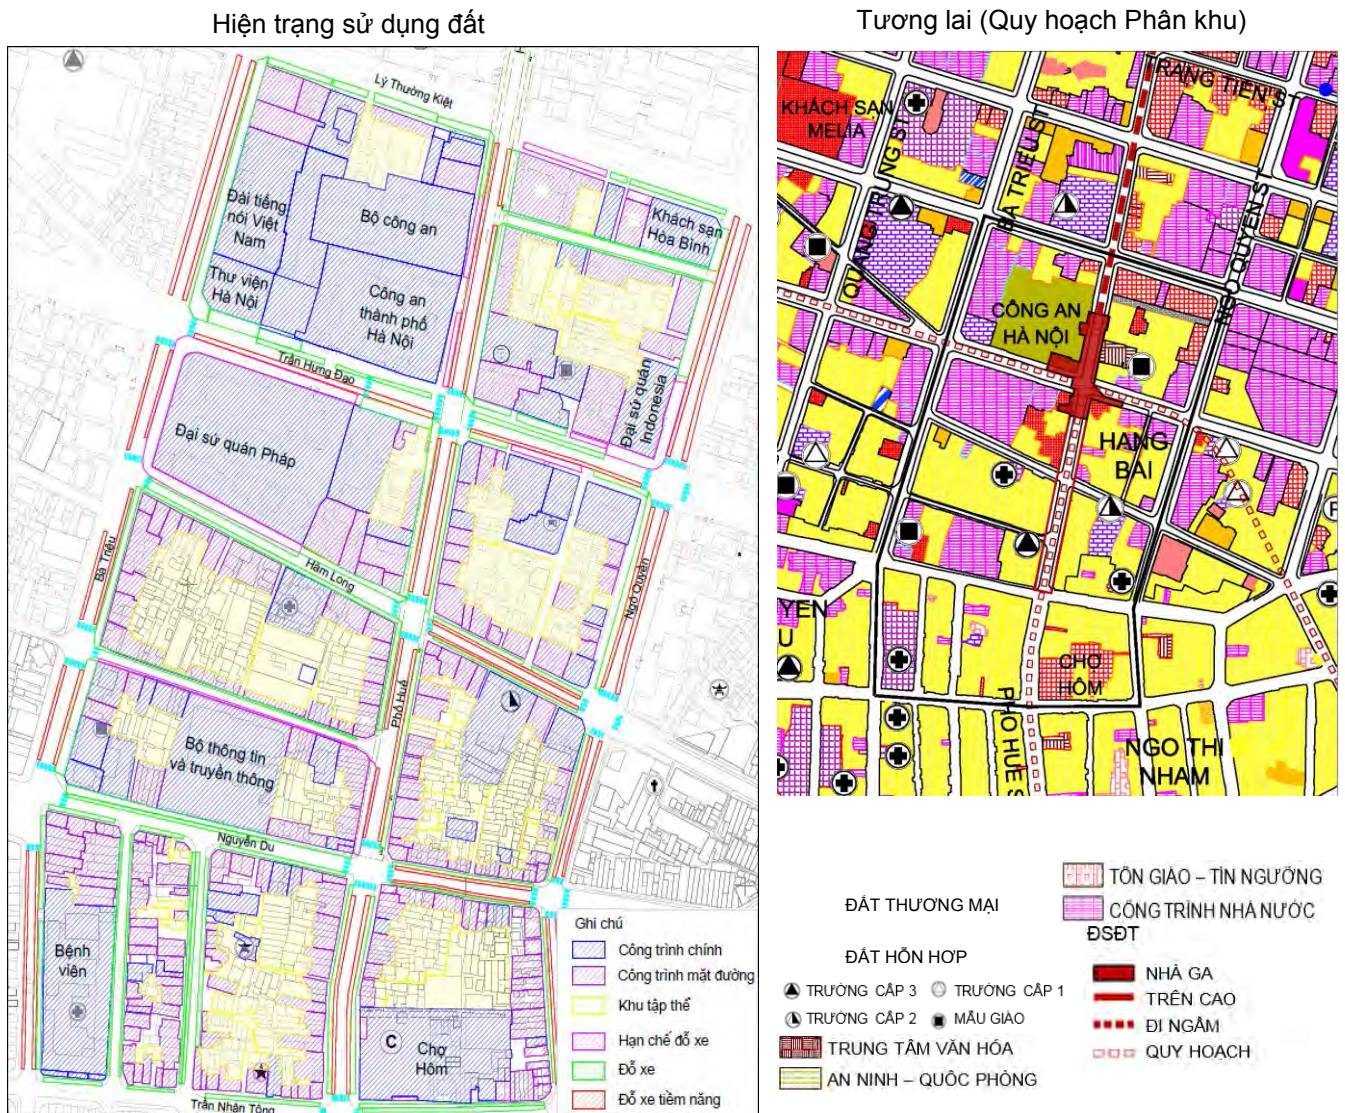 Hiện trạng sử dụng đất
Tương lai (Quy hoạch Phân khu)
Lý Thường Kiệt
Đài tiếng
nói Việt
Nam
Bộ công an
Khách sạn
Hòa Bình
Thư viện
Hà Nội
Công an
thành phố
Hà Nội
Trần Hưng Đạo
Đại sứ quán
Indonesia
Đại sứ quán Pháp
Bà Triệu
Hàm Long
Ngô Quyền
Phố Huế
Bộ thông tin
và truyền thông
Nguyễn Du
Bệnh
viện
C
Chợ
Hôm
Trần Nhân Tông
Ghi chú
Công trình chính
Công trình mặt đường
Khu tập thể
Hạn chế đỗ xe
Đỗ xe
Đỗ xe tiềm năng
TRANG TIEN ST
KHÁCH SẠN
MELIA
QUANG TRUNG ST
BA TRIEU ST
NGO QUYEN ST
CÔNG AN
HÀ NỘI
HANG
BAI
YEN
U
CHỢ
HÔM
PHO HUE S
NGO THI
NHAM
ĐẤT THƯƠNG MẠI
ĐẤT HỖN HỢP
TRƯỜNG CẤP 3
TRƯỜNG CẤP 1
TRƯỜNG CẤP 2
MẪU GIÁO
TRUNG TÂM VĂN HÓA
AN NINH – QUỐC PHÒNG
TÔN GIÁO – TÍN NGƯỠNG
CÔNG TRÌNH NHÀ NƯỚC
ĐSĐT
NHÀ GA
TRÊN CAO
ĐI NGẦM
QUY HOẠCH